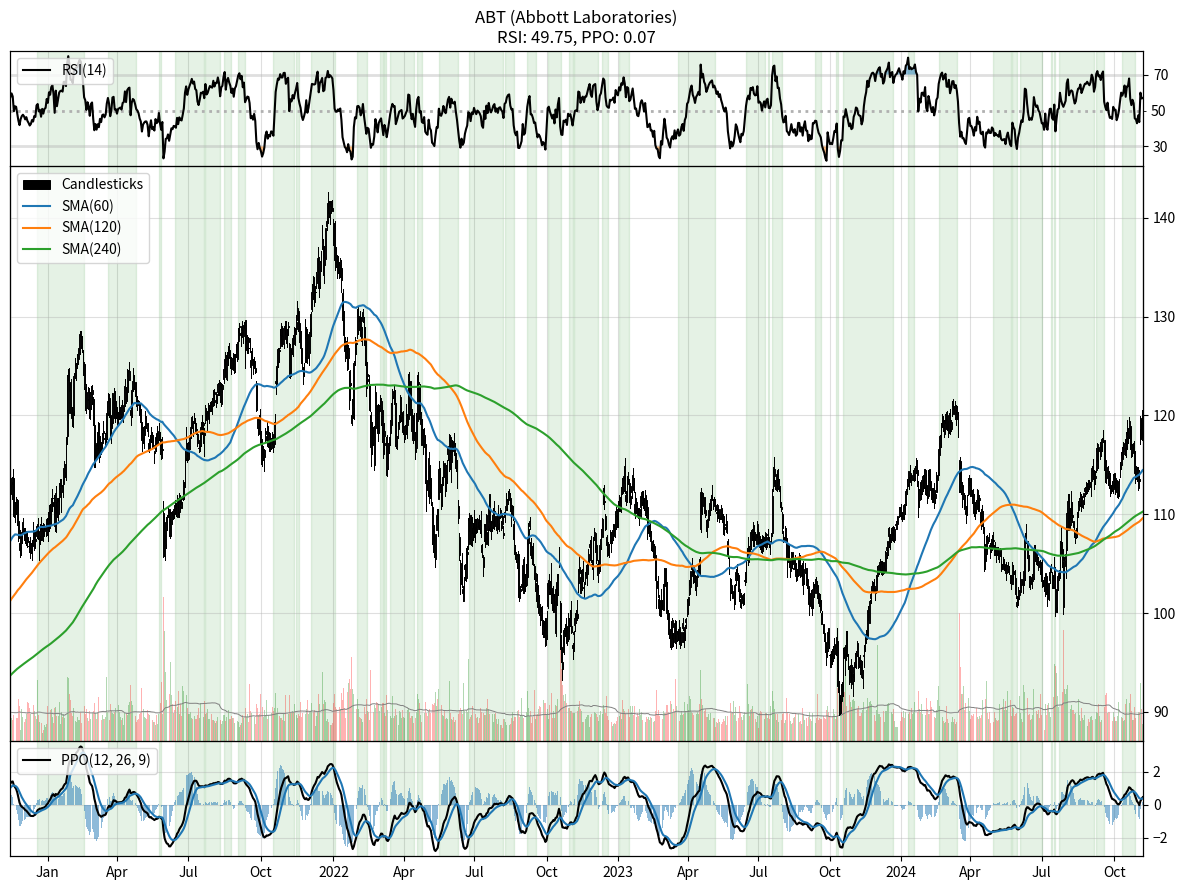 ABT (Abbott Laboratories)
RSI: 49.75, PPO: 0.07
RSI(14)
70
50
30
Candlesticks
SMA(60)
SMA(120)
SMA(240)
140
130
120
110
100
90
PPO(12, 26, 9)
2
0
−2
Jan Apr Jul Oct 2022 Apr Jul Oct 2023 Apr Jul Oct 2024 Apr Jul Oct